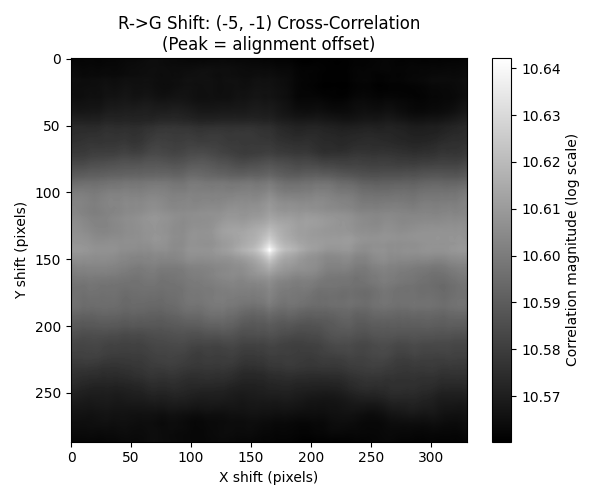 R->G Shift: (-5, -1) Cross-Correlation
(Peak = alignment offset)
0
50
100
150
200
250
Y shift (pixels)
0 50 100 150 200 250 300
X shift (pixels)
10.64
10.63
10.62
10.61
10.60
10.59
10.58
10.57
Correlation magnitude (log scale)